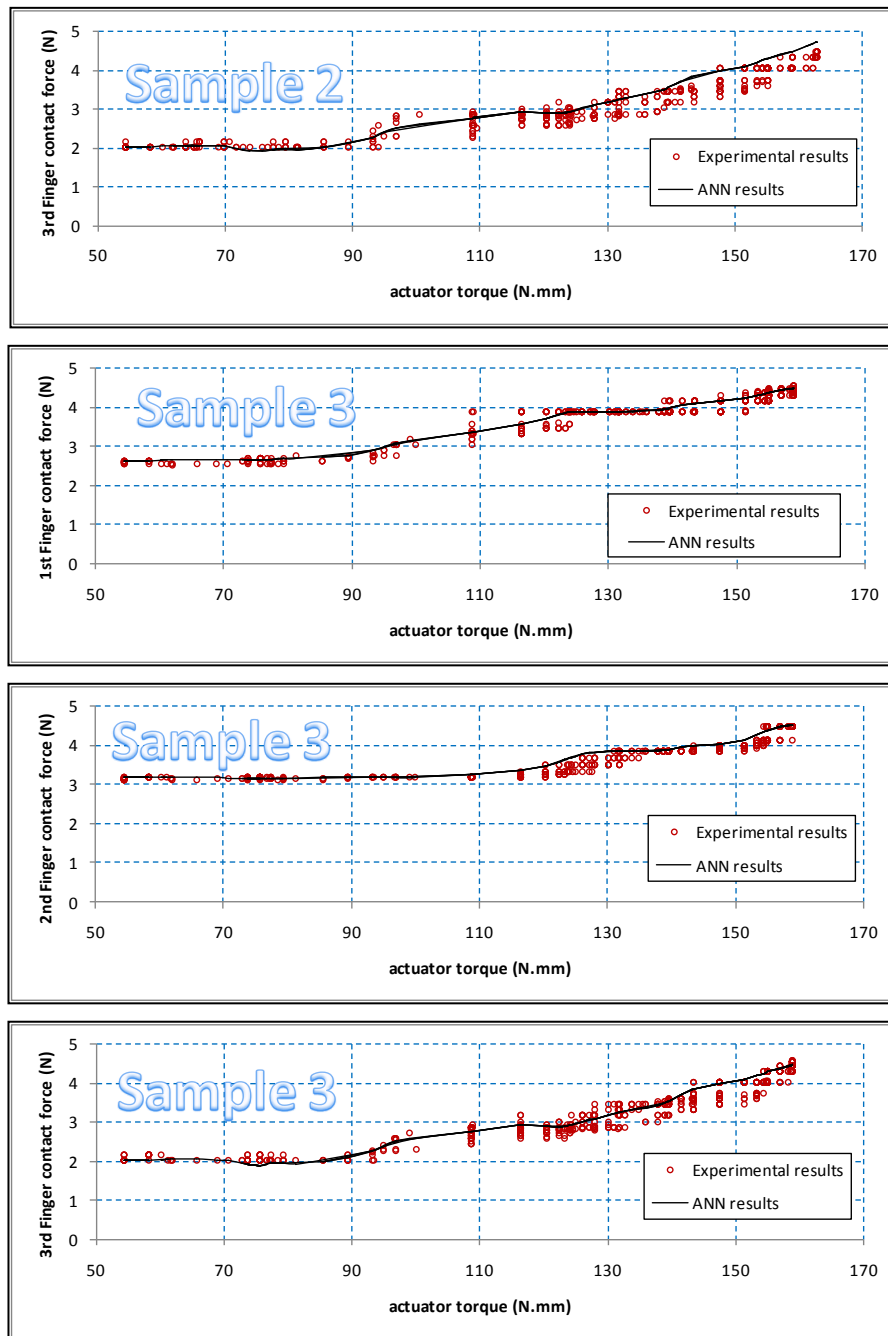 5
4
3
2
1
0
3rd Finger contact force (N)
Sample 2
Experimental results
ANN results
50 70 90 110 130 150 170
actuator torque (N.mm)
5
4
3
2
1
0
1st Finger contact force (N)
Sample 3
Experimental results
ANN results
50 70 90 110 130 150 170
actuator torque (N.mm)
5
4
3
2
1
0
2nd Finger contact force (N)
Sample 3
Experimental results
ANN results
50 70 90 110 130 150 170
actuator torque (N.mm)
5
4
3
2
1
0
3rd Finger contact force (N)
Sample 3
Experimental results
ANN results
50 70 90 110 130 150 170
actuator torque (N.mm)